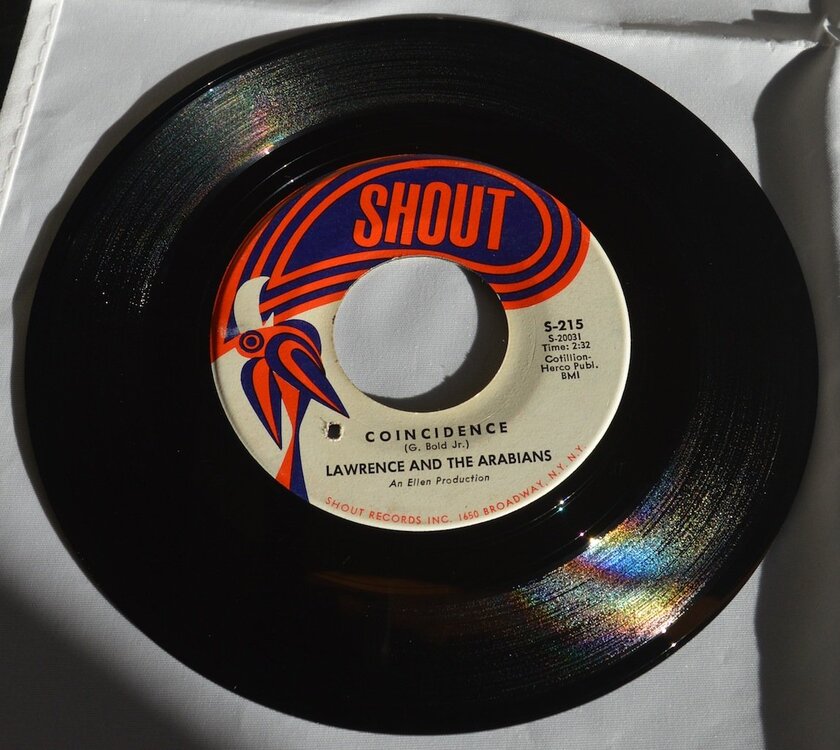 SHOUT
S-215
S-20031
Time: 2:32
Cotillion-
Herco Publ.
BMI
COINCIDENCE
(G. Bold Jr.)
LAWRENCE AND THE ARABIANS
An Ellen Production
SHOUT RECORDS INC. 1650 BROADWAY, N.Y. N.Y.